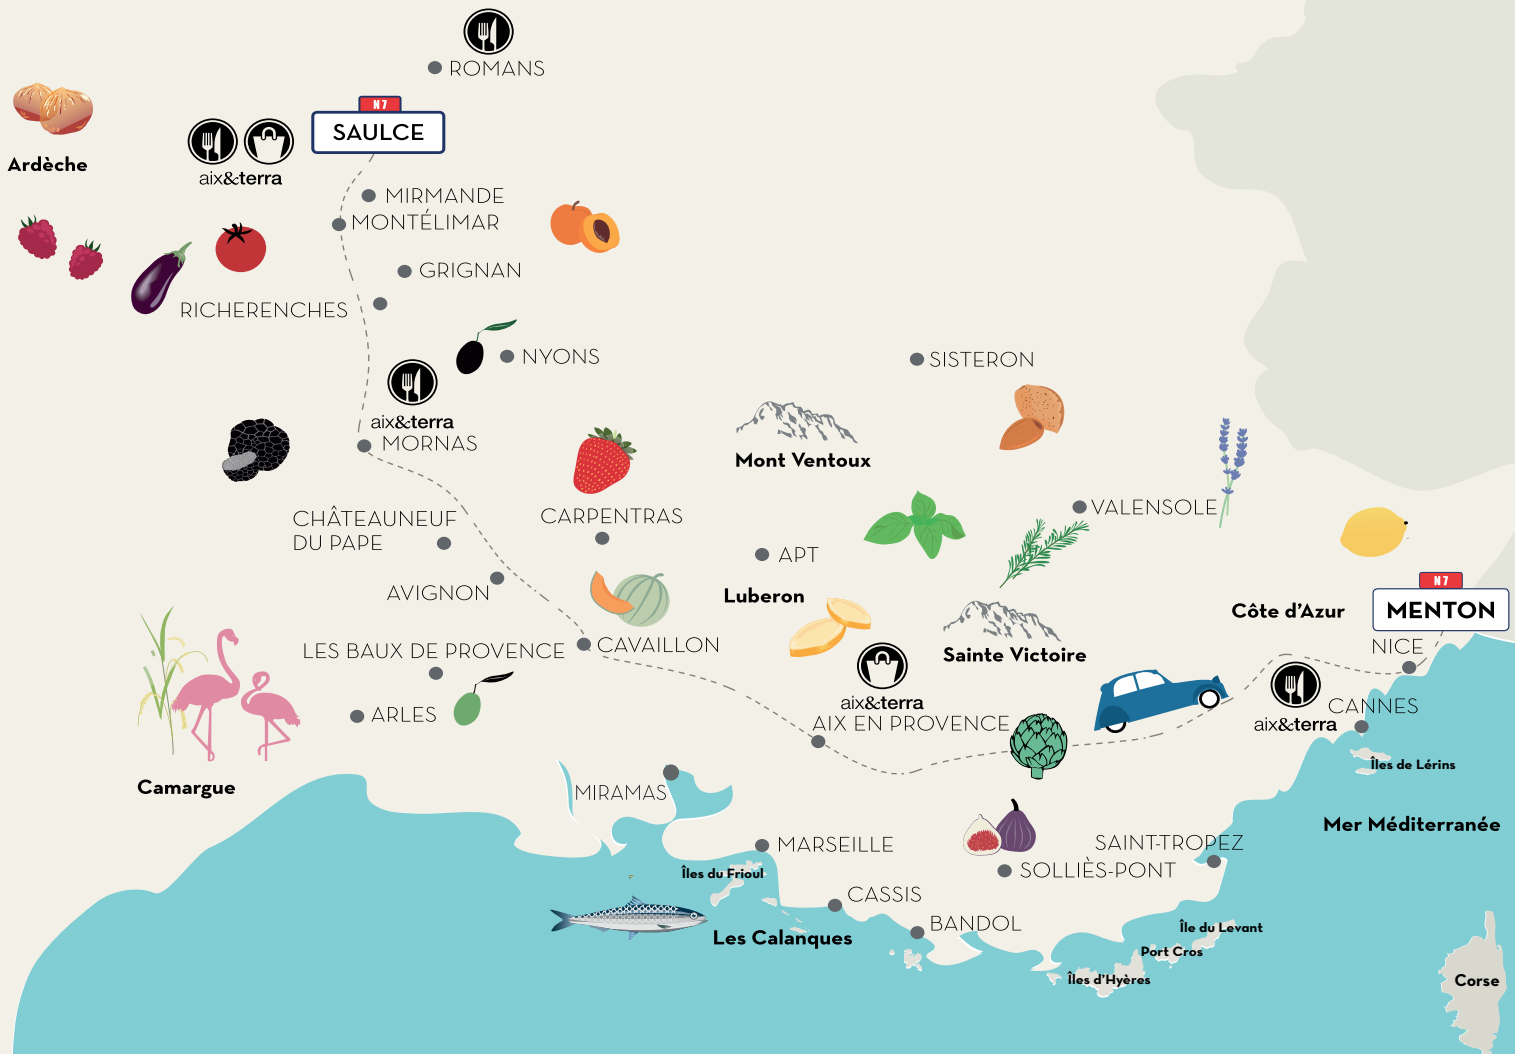 ROMANS
N7
SAULCE
Ardèche
aix&terra
MIRMANDE
MONTÉLIMAR
GRIGNAN
RICHERENCHES
NYONS
SISTERON
aix&terra
MORNAS
Mont Ventoux
VALENSOLE
CHÂTEAUNEUF
DU PAPE
CARPENTRAS
APT
AVIGNON
Luberon
N7
MENTON
Côte d'Azur
LES BAUX DE PROVENCE
CAVAILLON
Sainte Victoire
NICE
aix&terra
ARLES
AIX EN PROVENCE
aix&terra
CANNES
Îles de Lérins
Camargue
MIRAMAS
Mer Méditerranée
MARSEILLE
SAINT-TROPEZ
Îles du Frioul
SOLLIÈS-PONT
CASSIS
BANDOL
Les Calanques
Île du Levant
Port Cros
Îles d'Hyères
Corse